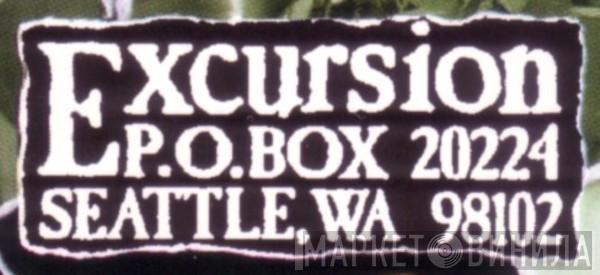 Excursion
P.O. BOX 20224
SEATTLE, WA 98102
МАРКЕТ ВИНИЛА